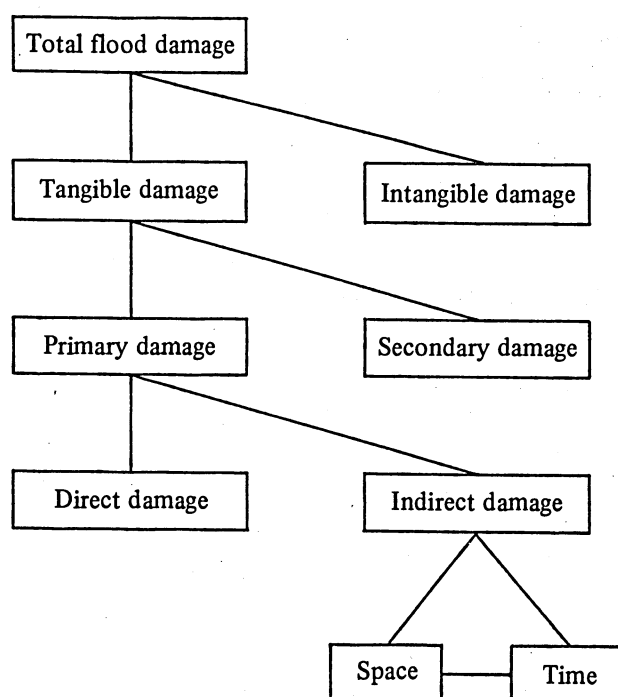 Total flood damage
Tangible damage
Intangible damage
Primary damage
Secondary damage
Direct damage
Indirect damage
Space
Time